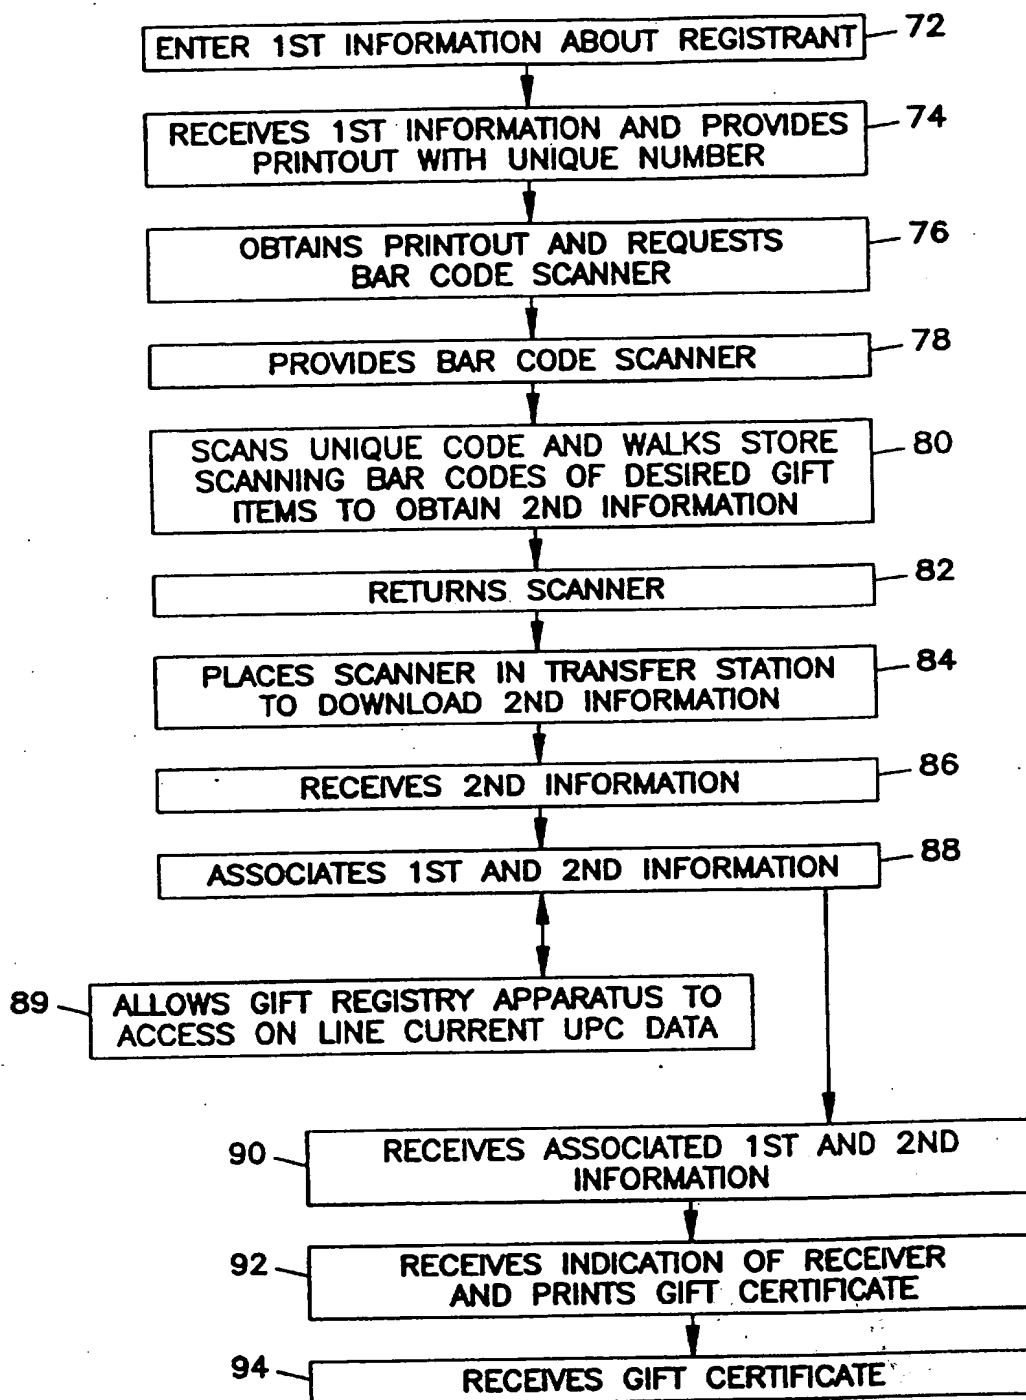 ENTER 1ST INFORMATION ABOUT REGISTRANT
72
RECEIVES 1ST INFORMATION AND PROVIDES
PRINTOUT WITH UNIQUE NUMBER
74
OBTAINS PRINTOUT AND REQUESTS
BAR CODE SCANNER
76
PROVIDES BAR CODE SCANNER
78
SCANS UNIQUE CODE AND WALKS STORE
SCANNING BAR CODES OF DESIRED GIFT
ITEMS TO OBTAIN 2ND INFORMATION
80
RETURNS SCANNER
82
PLACES SCANNER IN TRANSFER STATION
TO DOWNLOAD 2ND INFORMATION
84
RECEIVES 2ND INFORMATION
86
ASSOCIATES 1ST AND 2ND INFORMATION
88
89
ALLOWS GIFT REGISTRY APPARATUS TO
ACCESS ON LINE CURRENT UPC DATA
90
RECEIVES ASSOCIATED 1ST AND 2ND
INFORMATION
92
RECEIVES INDICATION OF RECEIVER
AND PRINTS GIFT CERTIFICATE
94
RECEIVES GIFT CERTIFICATE